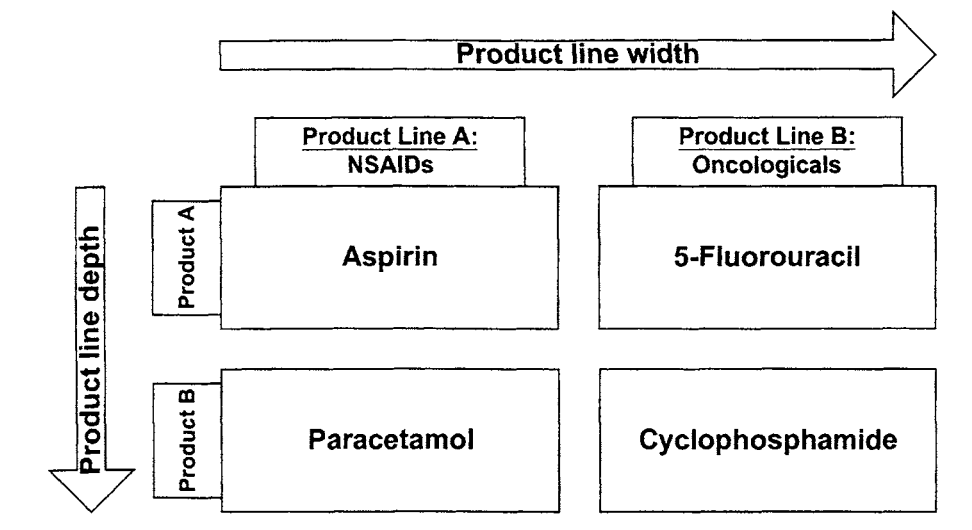 Product line width
Product Line A:
NSAIDs
Product Line B:
Oncologicals
Product line depth
Product A
Aspirin
5-Fluorouracil
Product B
Paracetamol
Cyclophosphamide